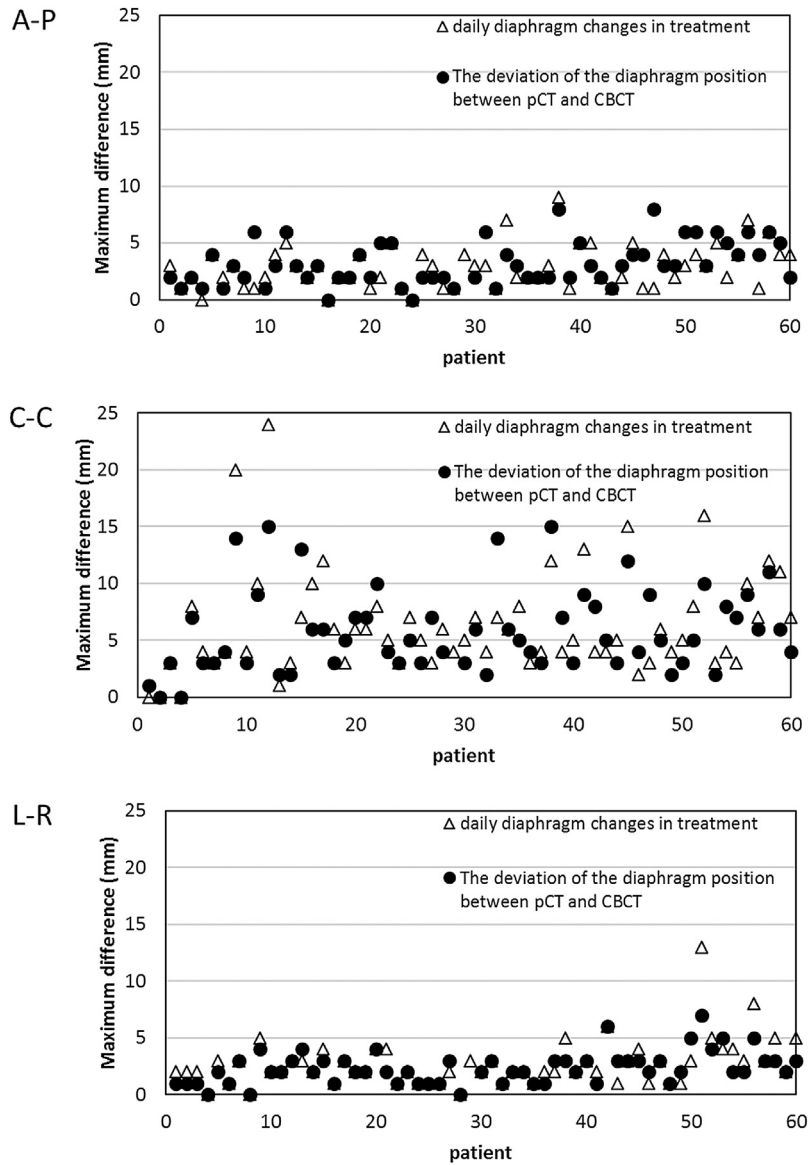 A-P
25
20
15
10
5
0
Maximum difference (mm)
daily diaphragm changes in treatment
The deviation of the diaphragm position
between pCT and CBCT
0 10 20 30 40 50 60
patient
C-C
25
20
15
10
5
0
Maximum difference (mm)
daily diaphragm changes in treatment
The deviation of the diaphragm position
between pCT and CBCT
0 10 20 30 40 50 60
patient
L-R
25
20
15
10
5
0
Maximum difference (mm)
daily diaphragm changes in treatment
The deviation of the diaphragm position
between pCT and CBCT
0 10 20 30 40 50 60
patient